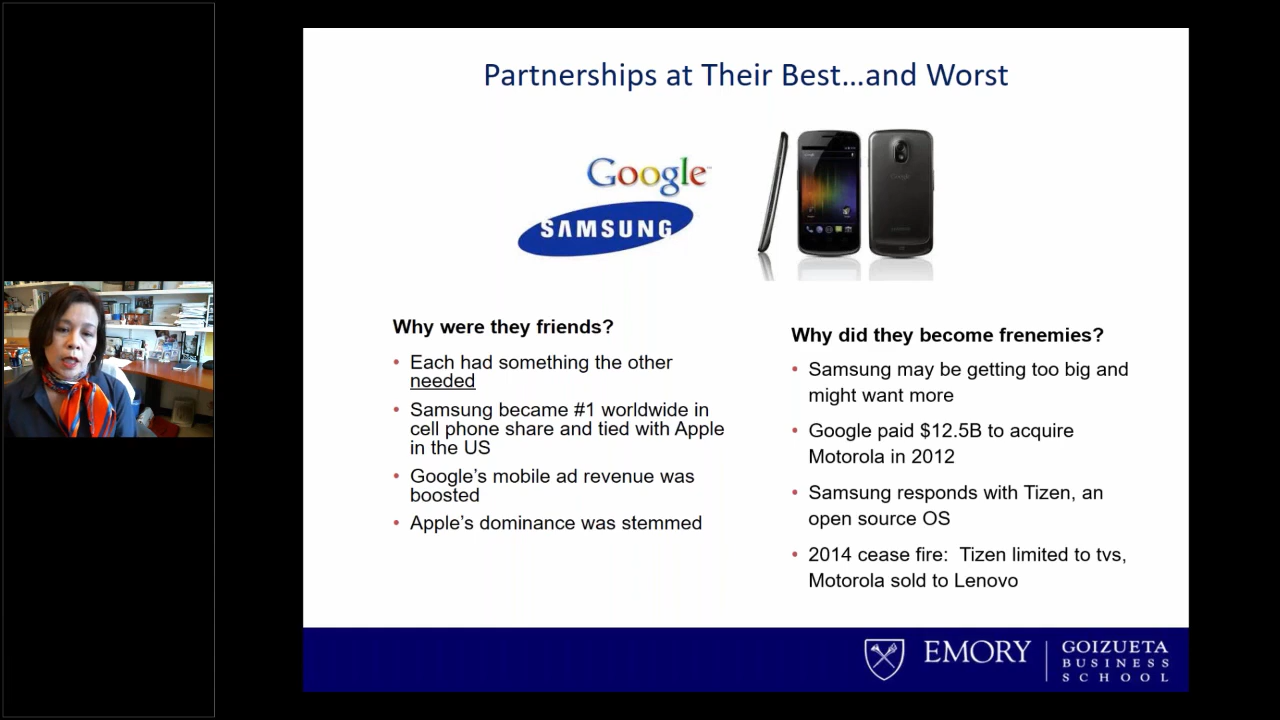 Partnerships at Their Best...and Worst
Google™
SAMSUNG
Why were they friends?
• Each had something the other
needed
• Samsung became #1 worldwide in
cell phone share and tied with Apple
in the US
• Google's mobile ad revenue was
boosted
• Apple's dominance was stemmed
Why did they become frenemies?
• Samsung may be getting too big and
might want more
• Google paid $12.5B to acquire
Motorola in 2012
• Samsung responds with Tizen, an
open source OS
• 2014 cease fire:  Tizen limited to tvs,
Motorola sold to Lenovo
EMORY
GOIZUETA
BUSINESS
SCHOOL